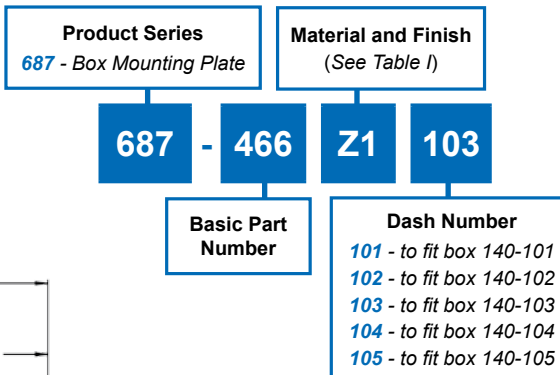 Product Series
687 - Box Mounting Plate
Material and Finish
(See Table I)
687 - 466 Z1 103
Basic Part
Number
Dash Number
101 - to fit box 140-101
102 - to fit box 140-102
103 - to fit box 140-103
104 - to fit box 140-104
105 - to fit box 140-105